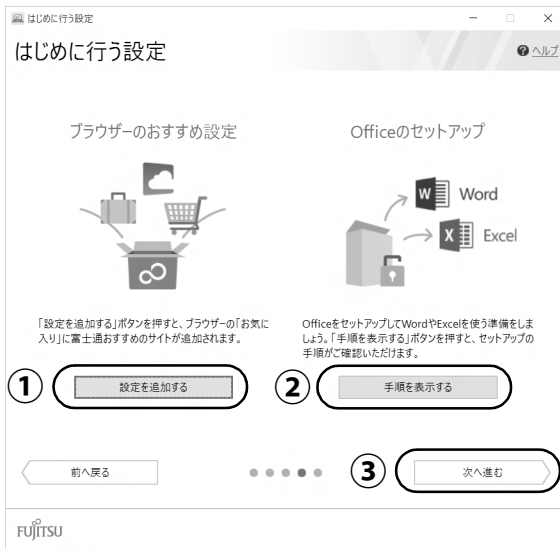 はじめに行う設定
はじめに行う設定
? ヘルプ
ブラウザーのおすすめ設定
Officeのセットアップ
W Word
X Excel
「設定を追加する」ボタンを押すと、ブラウザーの「お気に
入り」に富士通おすすめのサイトが追加されます。
OfficeをセットアップしてWordやExcelを使う準備をしま
しょう。「手順を表示する」ボタンを押すと、セットアップの
手順がご確認いただけます。
① 設定を追加する
② 手順を表示する
前へ戻る
③ 次へ進む
FUJITSU